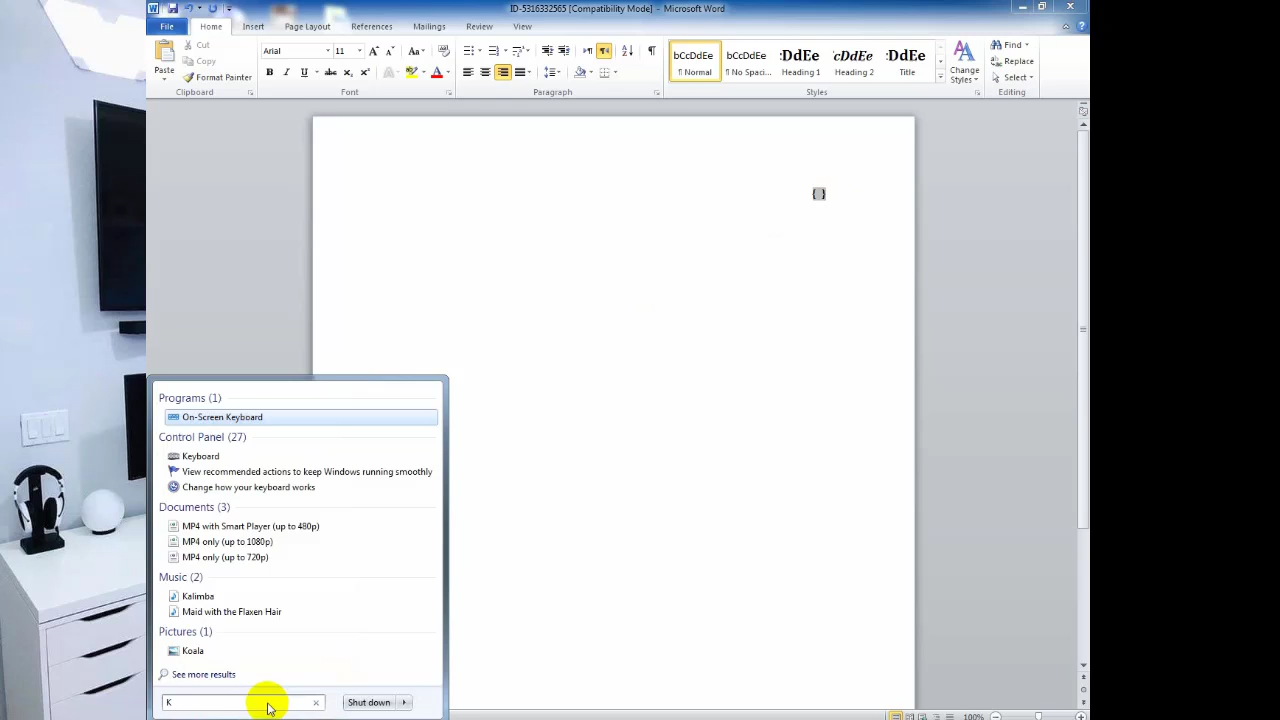 ID-5316332565 [Compatibility Mode] - Microsoft Word
File Home Insert Page Layout References Mailings Review View
Paste
Cut
Copy
Format Painter
Clipboard
Arial 11
Font
Paragraph
bCcDdEe bCcDdEe :DdEe cDdEe :DdEe
¶ Normal ¶ No Spaci... Heading 1 Heading 2 Title
Styles
Change Styles
Find
Replace
Select
Editing
{ }
Programs (1)
On-Screen Keyboard
Control Panel (27)
Keyboard
View recommended actions to keep Windows running smoothly
Change how your keyboard works
Documents (3)
MP4 with Smart Player (up to 480p)
MP4 only (up to 1080p)
MP4 only (up to 720p)
Music (2)
Kalimba
Maid with the Flaxen Hair
Pictures (1)
Koala
See more results
K
Shut down
100%